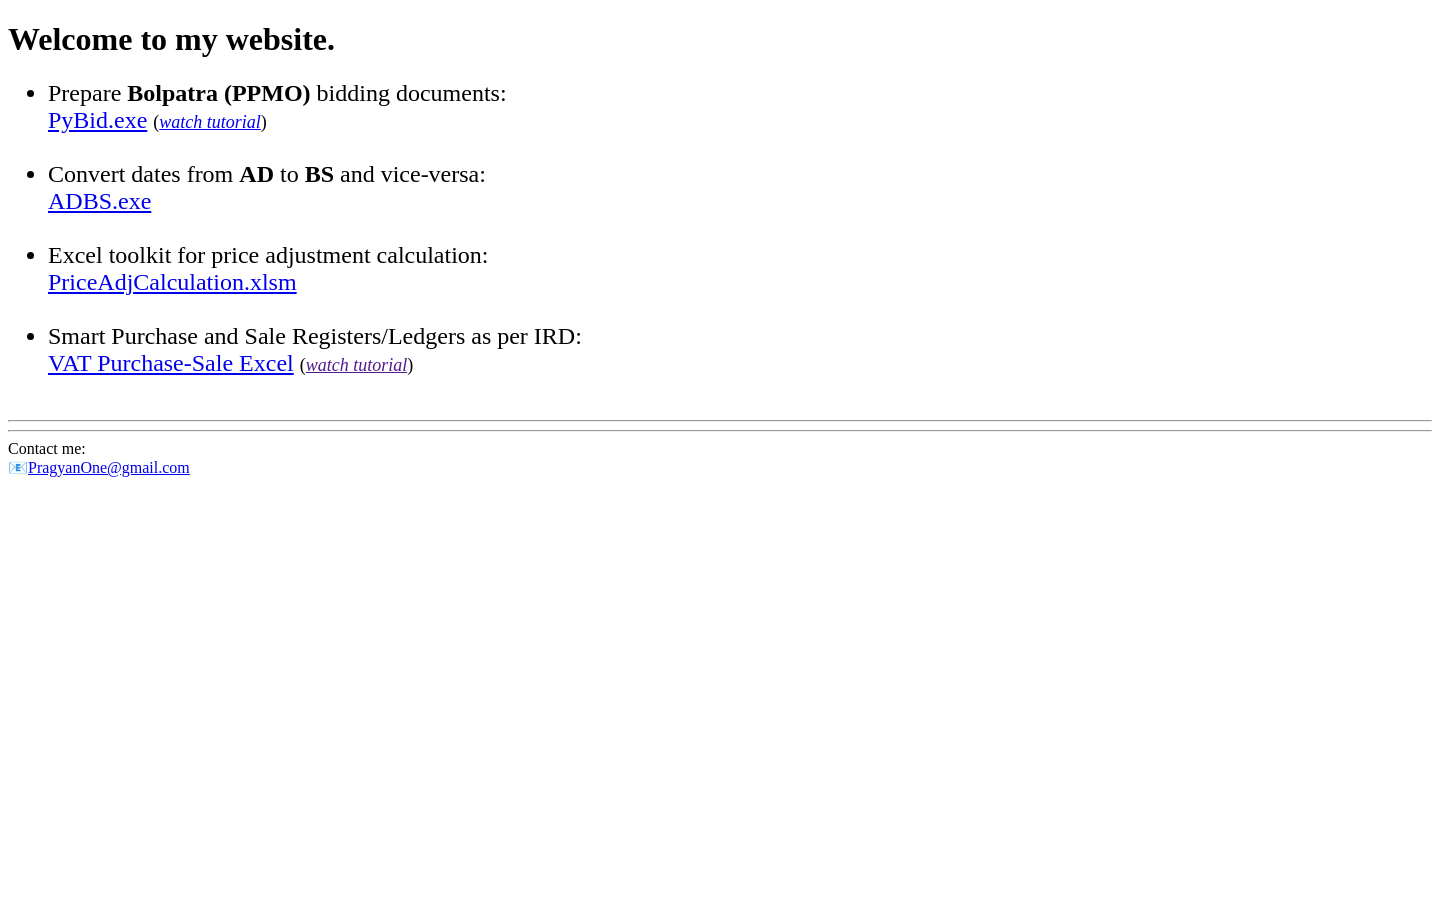 Welcome to my website.
Prepare Bolpatra (PPMO) bidding documents:
PyBid.exe (watch tutorial)
Convert dates from AD to BS and vice-versa:
ADBS.exe
Excel toolkit for price adjustment calculation:
PriceAdjCalculation.xlsm
Smart Purchase and Sale Registers/Ledgers as per IRD:
VAT Purchase-Sale Excel (watch tutorial)
Contact me:
📧PragyanOne@gmail.com